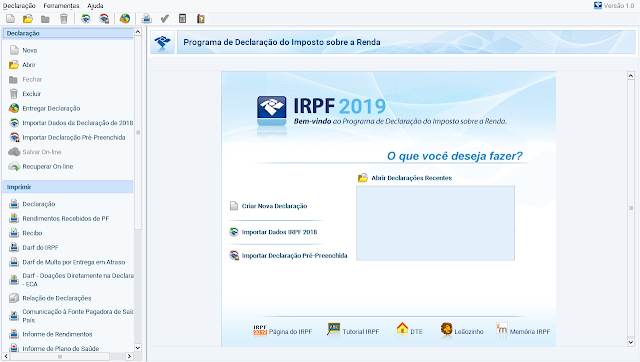 Declaração Ferramentas Ajuda
Versão 1.0
Declaração
Nova
Abrir
Fechar
Excluir
Entregar Declaração
Importar Dados da Declaração de 2018
Importar Declaração Pré-Preenchida
Salvar On-line
Recuperar On-line
Imprimir
Declaração
Rendimentos Recebidos de PF
Recibo
Darf do IRPF
Darf de Multa por Entrega em Atraso
Darf - Doações Diretamente na Declara
- ECA
Relação de Declarações
Comunicação à Fonte Pagadora de Saíd
País
Informe de Rendimentos
Informe de Plano de Saúde
Programa de Declaração do Imposto sobre a Renda
IRPF 2019
Bem-vindo ao Programa de Declaração do Imposto sobre a Renda.
O que você deseja fazer?
Abrir Declarações Recentes
Criar Nova Declaração
Importar Dados IRPF 2018
Importar Declaração Pré-Preenchida
IRPF
2019
Página do IRPF
ABC
Tutorial IRPF
DTE
Leãozinho
m
Memória IRPF